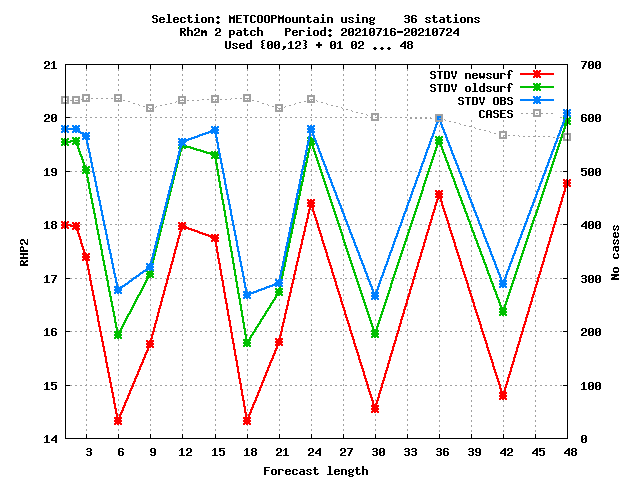 Selection: METCOOPMountain using    36 stations
Rh2m 2 patch   Period: 20210716-20210724
Used {00,12} + 01 02 ... 48
STDV newsurf
STDV oldsurf
STDV OBS
CASES
21
20
19
18
17
16
15
14
RHP2
700
600
500
400
300
200
100
0
No cases
3 6 9 12 15 18 21 24 27 30 33 36 39 42 45 48
Forecast length